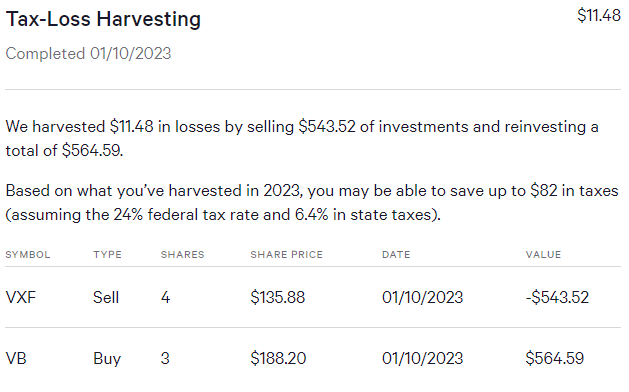 Tax-Loss Harvesting $11.48
Completed 01/10/2023
We harvested $11.48 in losses by selling $543.52 of investments and reinvesting a
total of $564.59.
Based on what you’ve harvested in 2023, you may be able to save up to $82 in taxes
(assuming the 24% federal tax rate and 6.4% in state taxes).
SYMBOL TYPE SHARES SHARE PRICE DATE VALUE
VXF Sell 4 $135.88 01/10/2023 -$543.52
VB Buy 3 $188.20 01/10/2023 $564.59